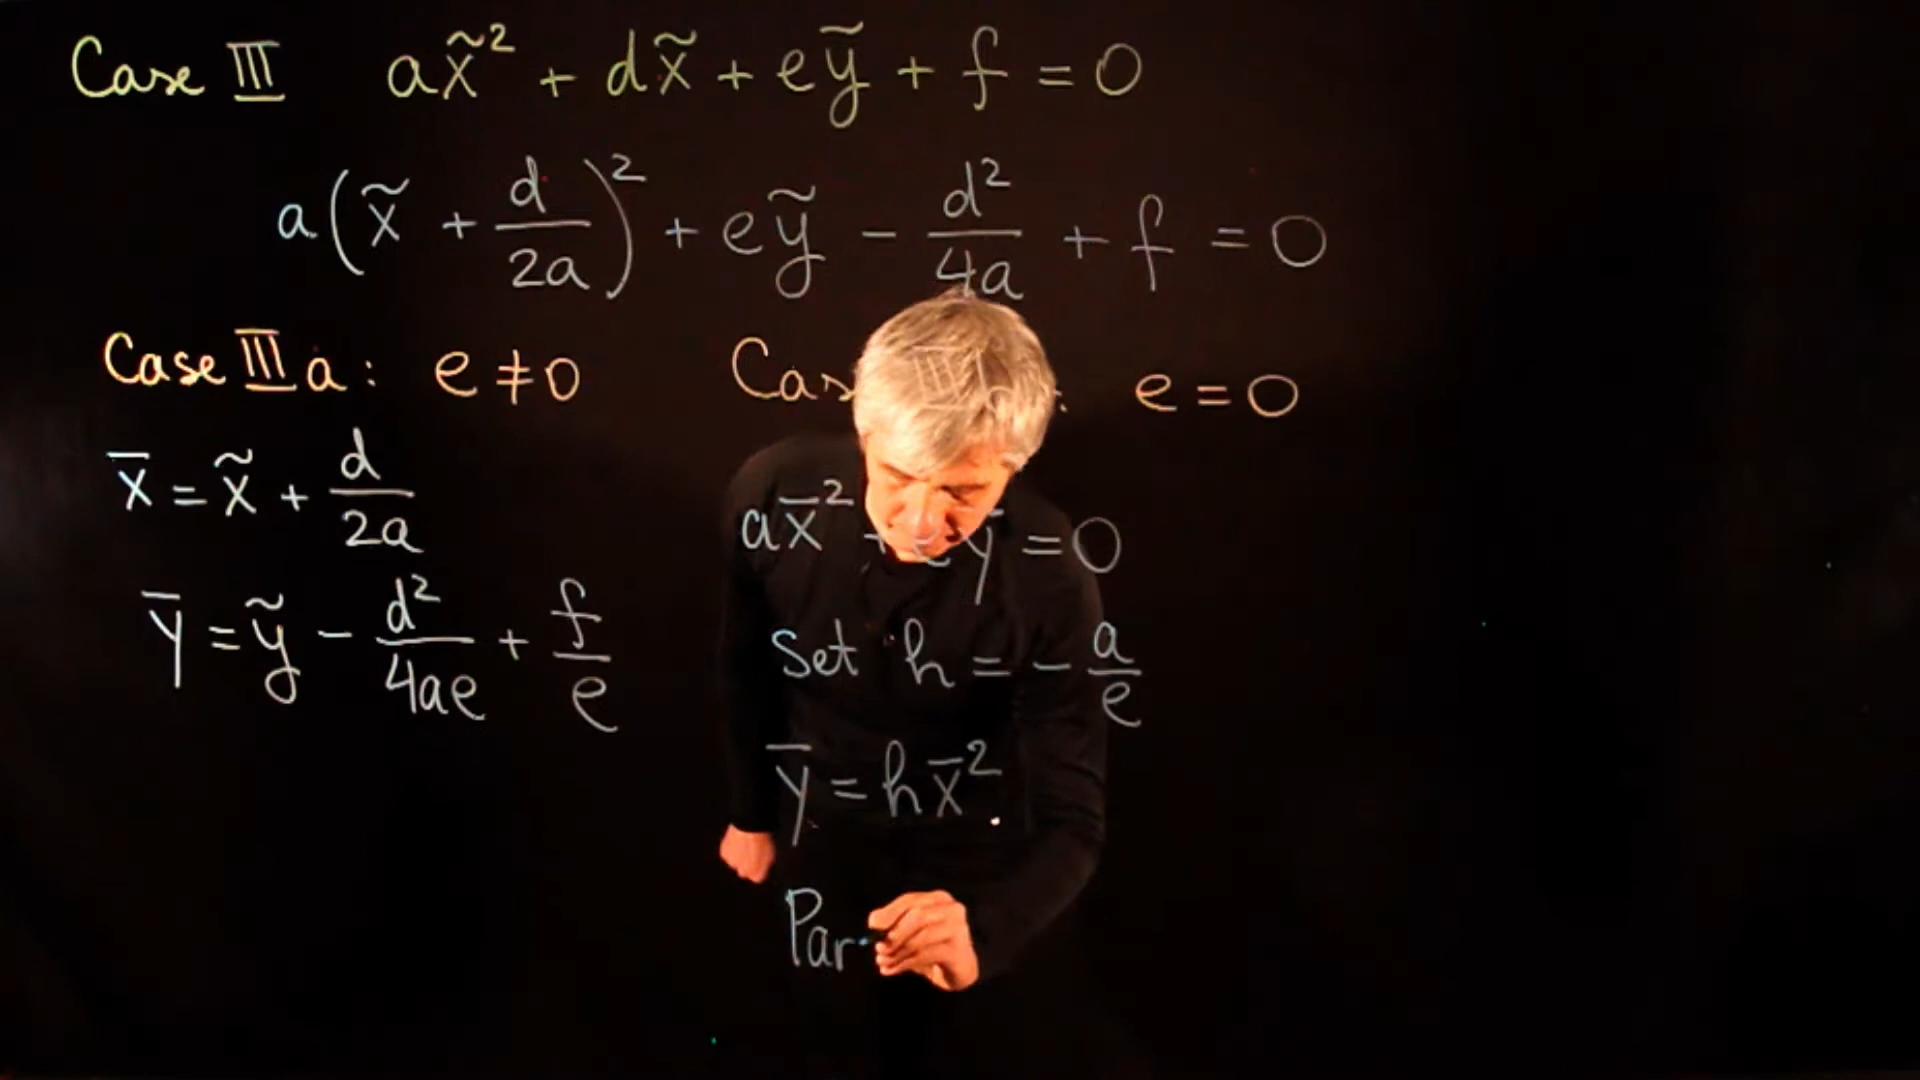 Case III   ax̃² + dx̃ + eỹ + f = 0
a(x̃ + d/2a)² + eỹ − d²/4a + f = 0
Case III a: e ≠ 0
x̄ = x̃ + d/2a
ȳ = ỹ − d²/4ae + f/e
e = 0
ax̄² + eȳ = 0
Set h = − a/e
ȳ = hx̄².
Par